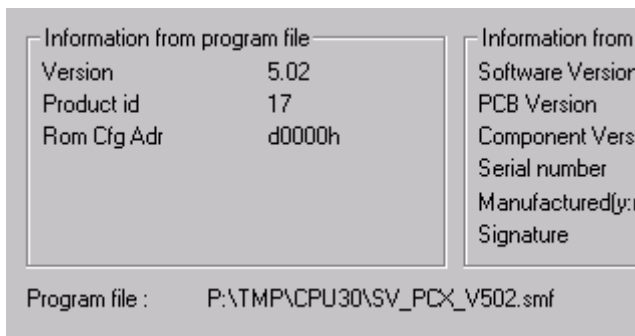 Information from program file
Version 5.02
Product id 17
Rom Cfg Adr d0000h
Information from
Software Version
PCB Version
Component Vers
Serial number
Manufactured(y:
Signature
Program file : P:\TMP\CPU30\SV_PCX_V502.smf